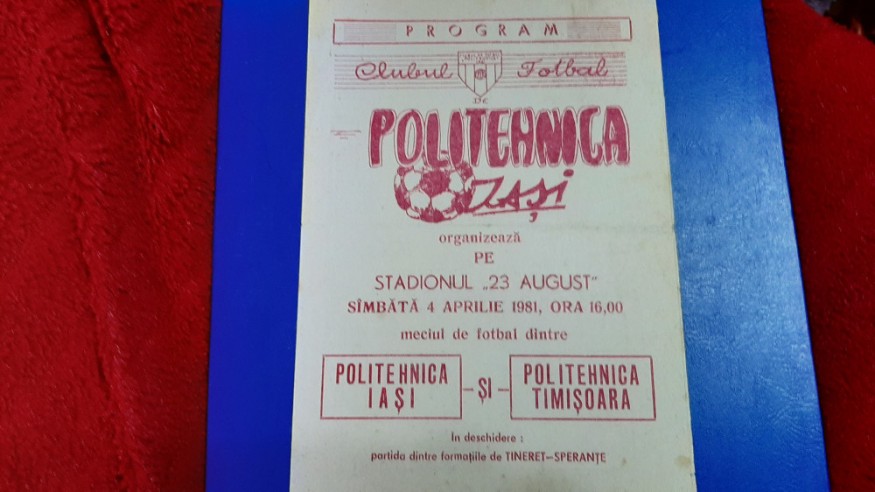 PROGRAM
Clubul Fotbal
DE
POLITEHNICA
IAȘI
organizează
PE
STADIONUL „23 AUGUST”
SÎMBĂTĂ 4 APRILIE 1981, ORA 16,00
meciul de fotbal dintre
POLITEHNICA IAȘI – ȘI – POLITEHNICA TIMIȘOARA
In deschidere :
partida dintre formațiile de TINERET–SPERANȚE